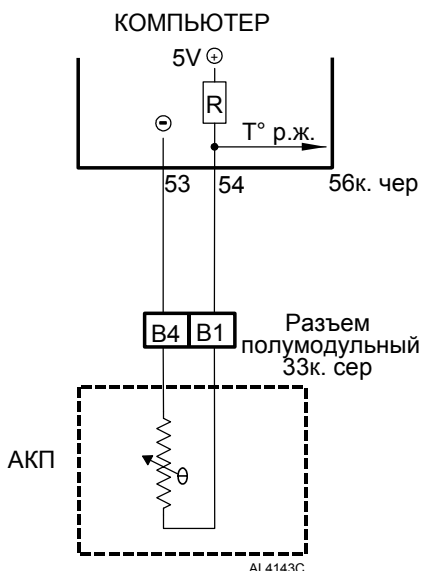 КОМПЬЮТЕР
5V +
R
T° р.ж.
53 54 56к. чер
B4 B1
Разъем
полумодульный
33к. сер
АКП
θ
AL4143C